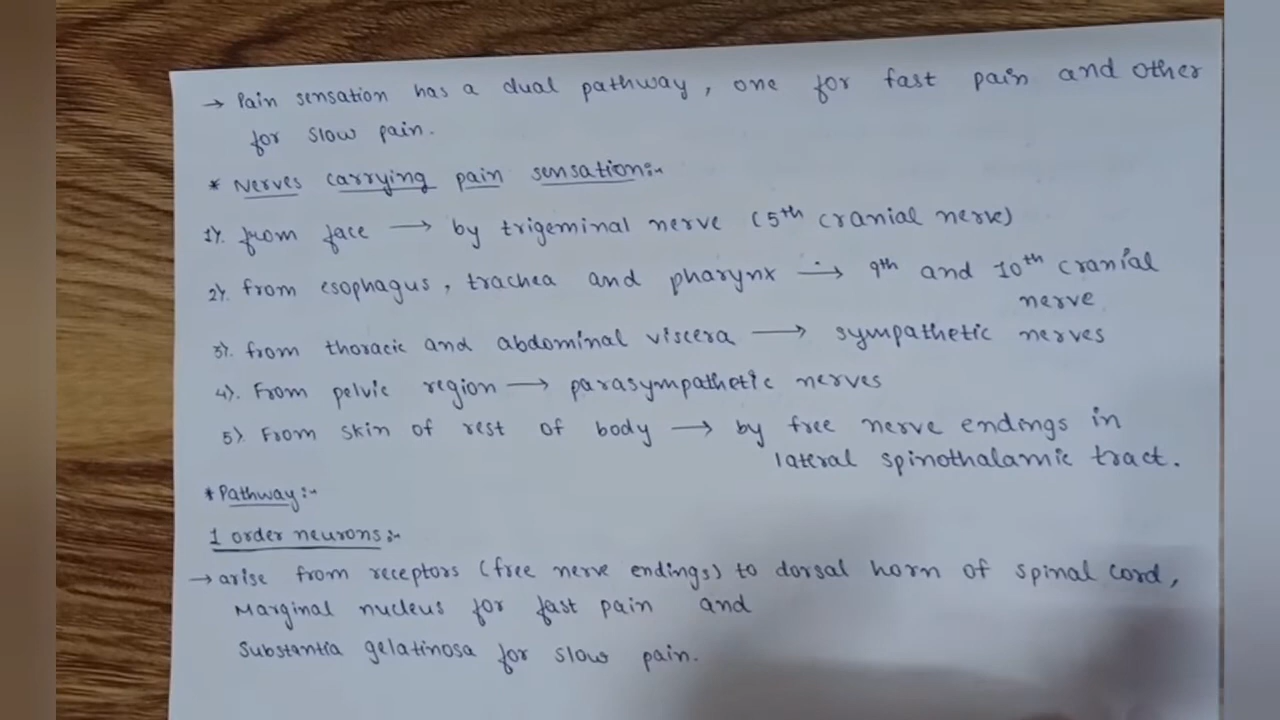 → Pain sensation has a dual pathway, one for fast pain and other
for slow pain.
* Nerves carrying pain sensation:-
1). from face → by trigeminal nerve (5th cranial nerve)
2). from esophagus, trachea and pharynx → 9th and 10th cranial
nerve
3). from thoracic and abdominal viscera → sympathetic nerves
4). From pelvic region → parasympathetic nerves
5). From skin of rest of body → by free nerve endings in
lateral spinothalamic tract.
* Pathway:-
1 order neurons:-
→ arise from receptors (free nerve endings) to dorsal horn of spinal cord,
Marginal nucleus for fast pain and
Substantia gelatinosa for slow pain.